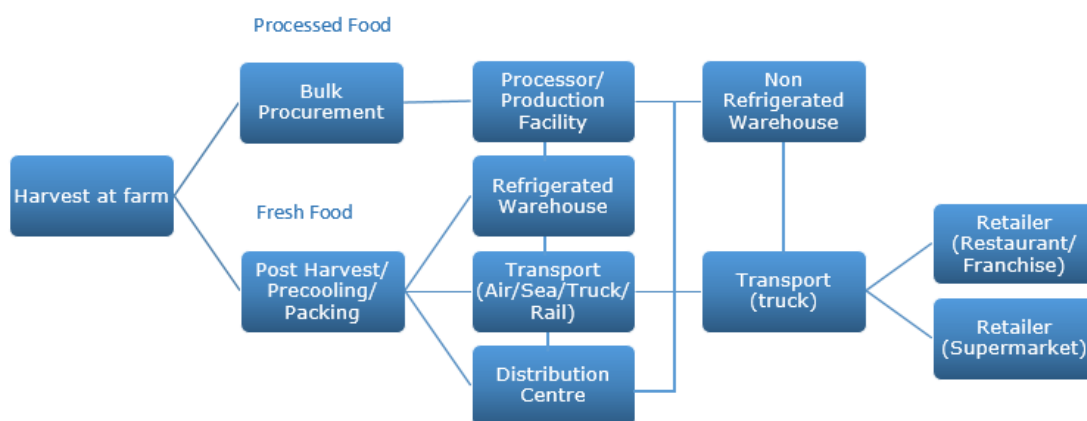 Processed Food
Bulk
Procurement
Processor/
Production
Facility
Non
Refrigerated
Warehouse
Harvest at farm
Fresh Food
Refrigerated
Warehouse
Post Harvest/
Precooling/
Packing
Transport
(Air/Sea/Truck/
Rail)
Transport
(truck)
Retailer
(Restaurant/
Franchise)
Retailer
(Supermarket)
Distribution
Centre